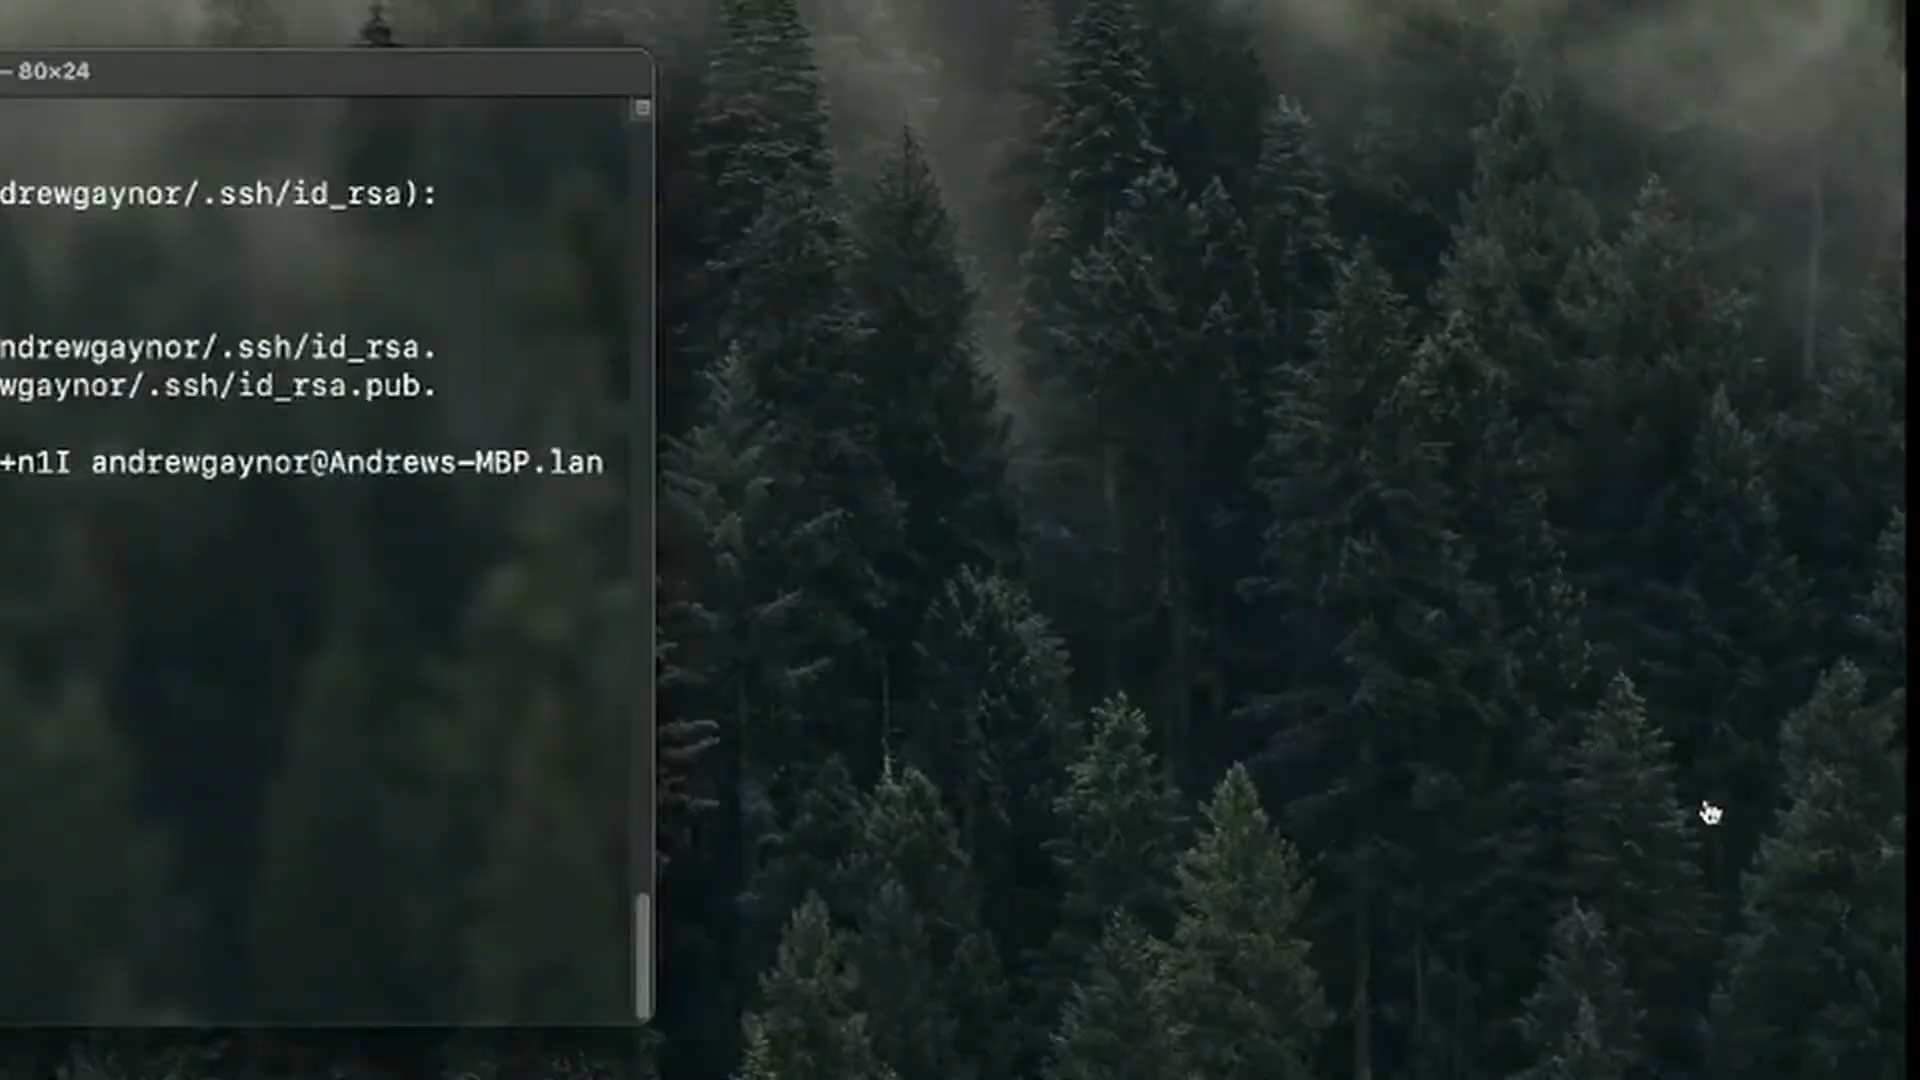 — 80×24
drewgaynor/.ssh/id_rsa):
ndrewgaynor/.ssh/id_rsa.
wgaynor/.ssh/id_rsa.pub.
+n1I andrewgaynor@Andrews-MBP.lan